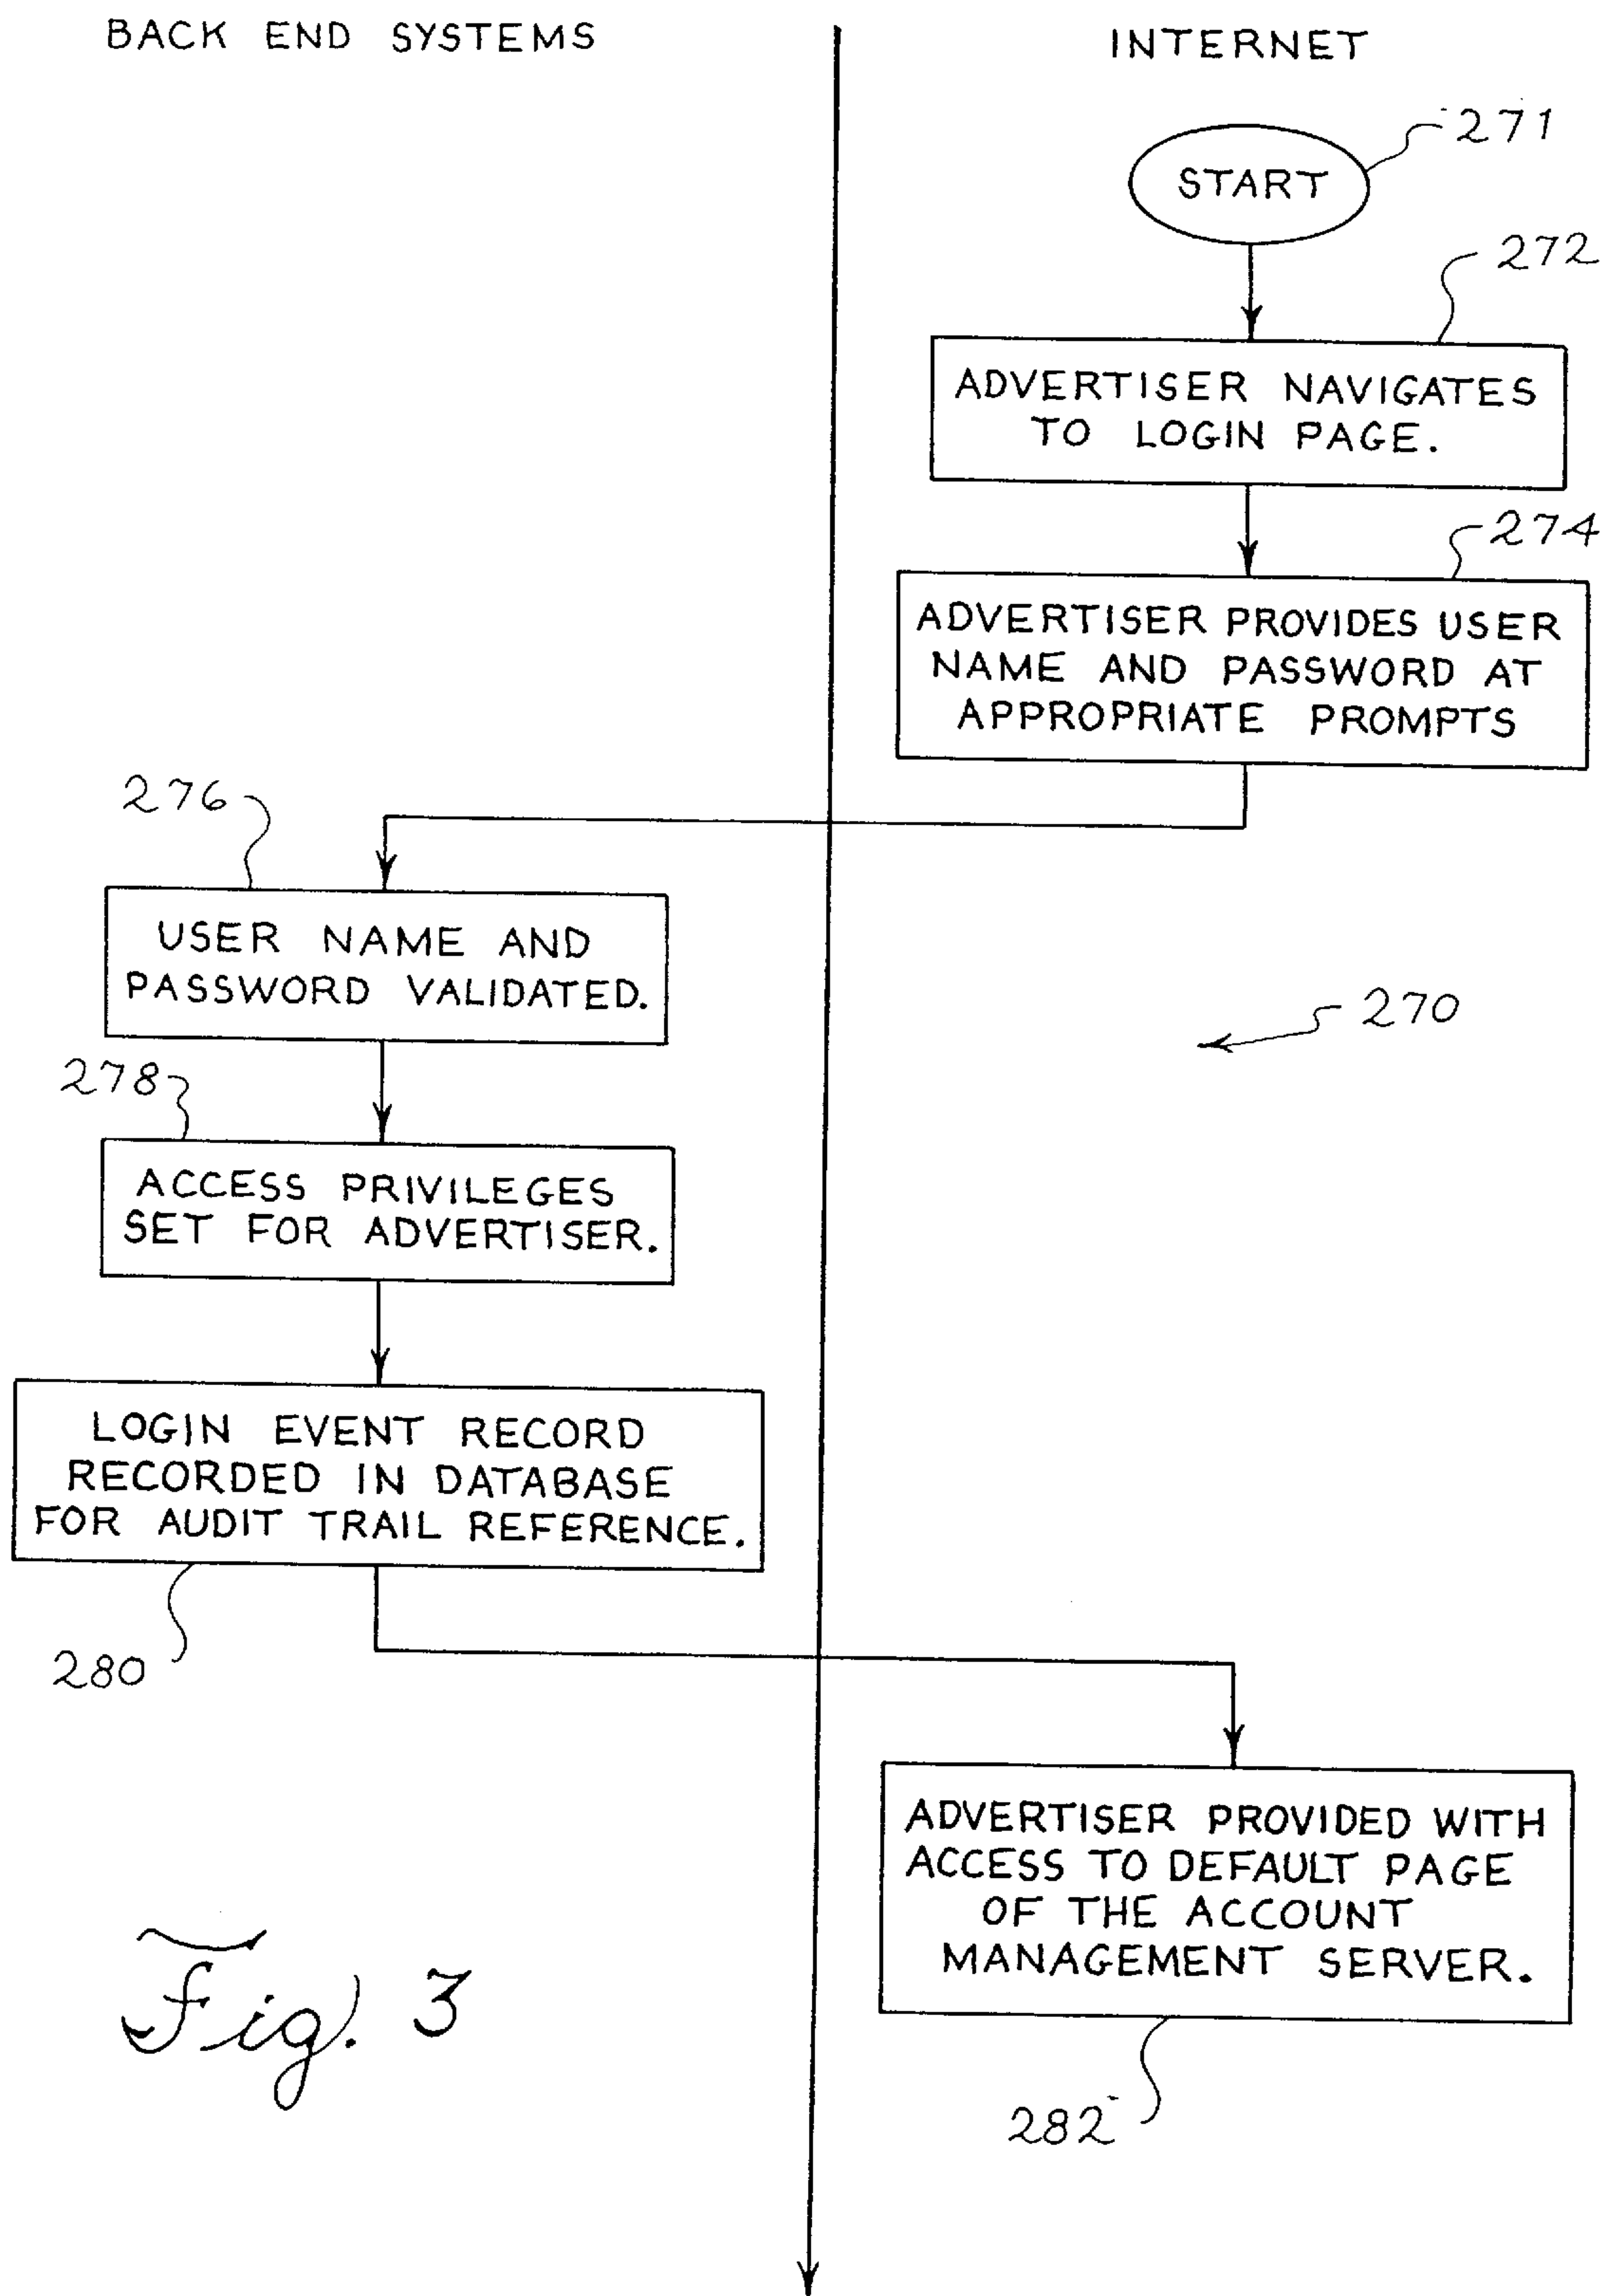 BACK END SYSTEMS
INTERNET
271
START
272
ADVERTISER NAVIGATES
TO LOGIN PAGE.
274
ADVERTISER PROVIDES USER
NAME AND PASSWORD AT
APPROPRIATE PROMPTS
276
USER NAME AND
PASSWORD VALIDATED.
270
278
ACCESS PRIVILEGES
SET FOR ADVERTISER.
LOGIN EVENT RECORD
RECORDED IN DATABASE
FOR AUDIT TRAIL REFERENCE.
280
ADVERTISER PROVIDED WITH
ACCESS TO DEFAULT PAGE
OF THE ACCOUNT
MANAGEMENT SERVER.
282
Fig. 3